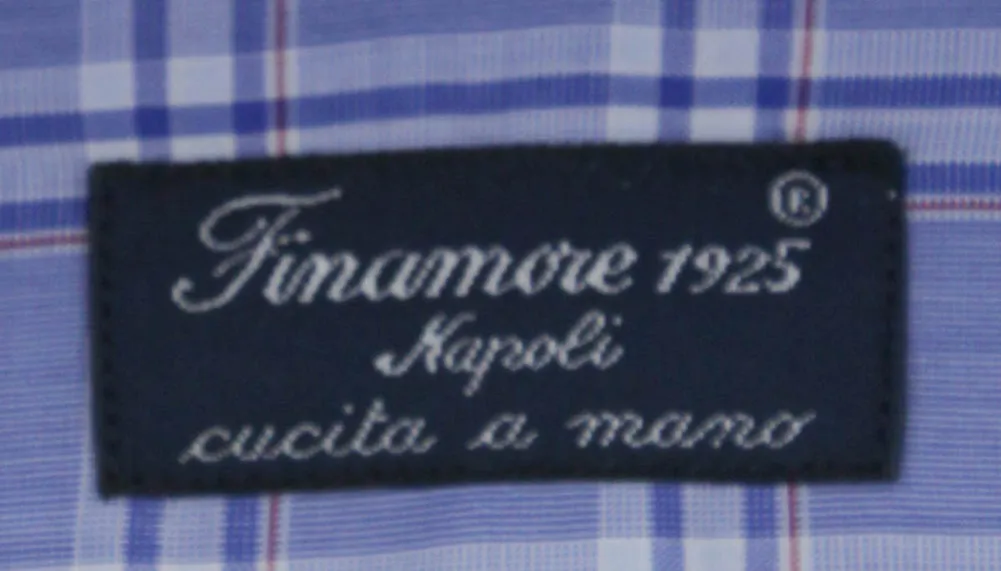 Finamore 1925 ®
Napoli
cucita a mano